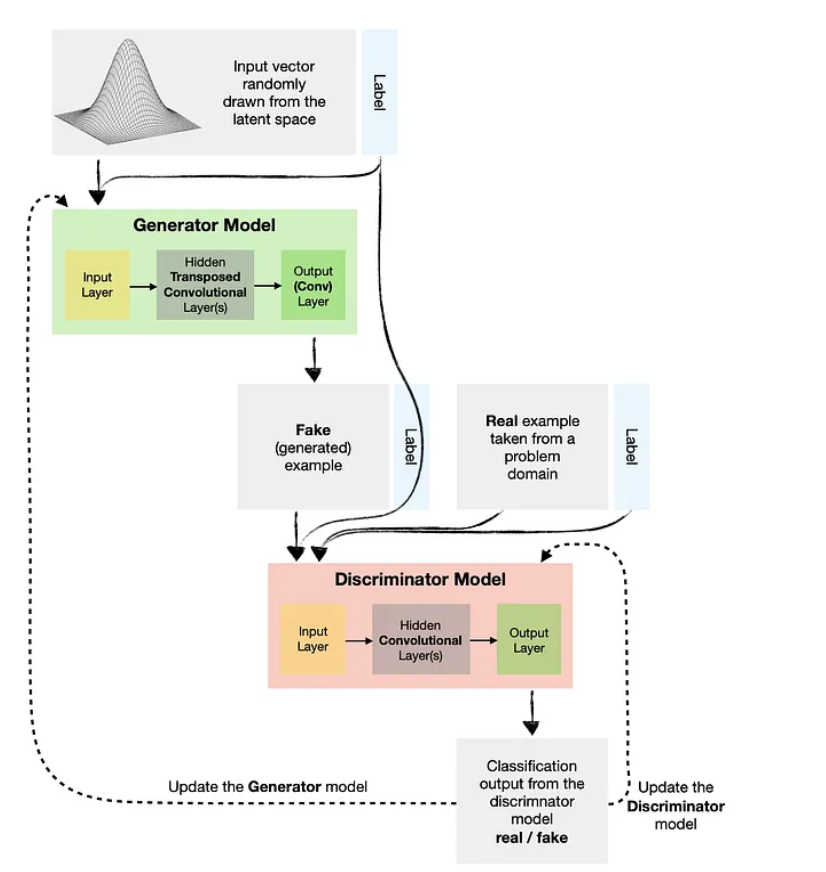 Input vector
randomly
drawn from the
latent space
Label
Generator Model
Input
Layer
Hidden
Transposed
Convolutional
Layer(s)
Output
(Conv)
Layer
Fake
(generated)
example
Label
Real example
taken from a
problem
domain
Label
Discriminator Model
Input
Layer
Hidden
Convolutional
Layer(s)
Output
Layer
Classification
output from the
discrimnator
model
real / fake
Update the Generator model
Update the
Discriminator
model